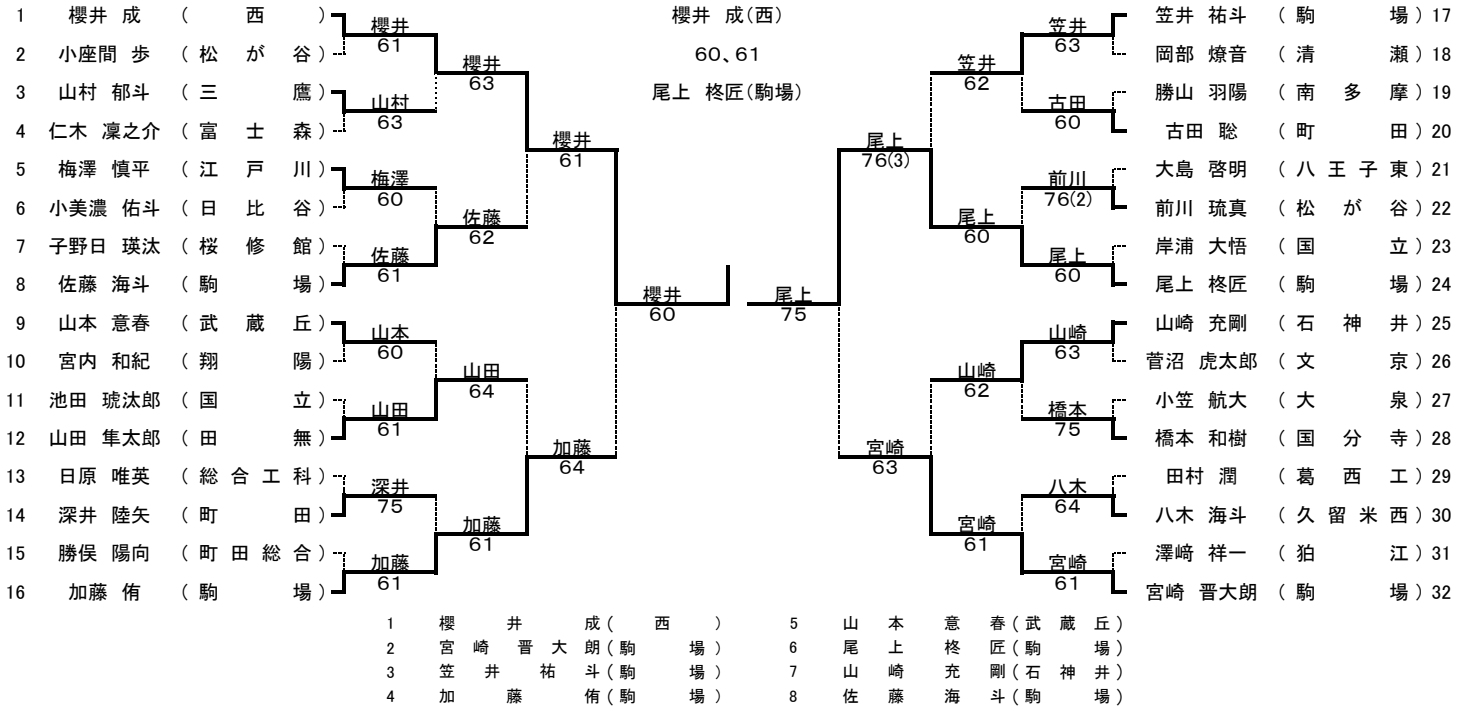 1 櫻井 成 ( 西 )
2 小座間 歩 ( 松 が 谷 )
3 山村 郁斗 ( 三 鷹 )
4 仁木 凜之介 ( 富 士 森 )
5 梅澤 慎平 ( 江 戸 川 )
6 小美濃 佑斗 ( 日 比 谷 )
7 子野日 瑛汰 ( 桜 修 館 )
8 佐藤 海斗 ( 駒 場 )
9 山本 意春 ( 武 蔵 丘 )
10 宮内 和紀 ( 翔 陽 )
11 池田 琥汰郎 ( 国 立 )
12 山田 隼太郎 ( 田 無 )
13 日原 唯英 ( 総 合 工 科 )
14 深井 陸矢 ( 町 田 )
15 勝俣 陽向 ( 町 田 総 合 )
16 加藤 侑 ( 駒 場 )
櫻井
61
山村
63
梅澤
60
佐藤
61
山本
60
山田
61
深井
75
加藤
61
櫻井
63
佐藤
62
山田
64
加藤
61
櫻井
61
加藤
64
櫻井
60
櫻井 成(西)
60、61
尾上 柊匠(駒場)
尾上
75
尾上
76(3)
宮崎
63
笠井
62
尾上
60
山崎
62
宮崎
61
笠井
63
古田
60
前川
76(2)
尾上
60
山崎
63
橋本
75
八木
64
宮崎
61
笠井 祐斗 ( 駒 場 ) 17
岡部 燎音 ( 清 瀬 ) 18
勝山 羽陽 ( 南 多 摩 ) 19
古田 聡 ( 町 田 ) 20
大島 啓明 ( 八 王 子 東 ) 21
前川 琉真 ( 松 が 谷 ) 22
岸浦 大悟 ( 国 立 ) 23
尾上 柊匠 ( 駒 場 ) 24
山崎 充剛 ( 石 神 井 ) 25
菅沼 虎太郎 ( 文 京 ) 26
小笠 航大 ( 大 泉 ) 27
橋本 和樹 ( 国 分 寺 ) 28
田村 潤 ( 葛 西 工 ) 29
八木 海斗 ( 久 留 米 西 ) 30
澤﨑 祥一 ( 狛 江 ) 31
宮崎 晋大朗 ( 駒 場 ) 32
1 櫻 井 成 ( 西 ) 5 山 本 意 春 ( 武 蔵 丘 )
2 宮 崎 晋 大 朗 ( 駒 場 ) 6 尾 上 柊 匠 ( 駒 場 )
3 笠 井 祐 斗 ( 駒 場 ) 7 山 崎 充 剛 ( 石 神 井 )
4 加 藤 侑 ( 駒 場 ) 8 佐 藤 海 斗 ( 駒 場 )